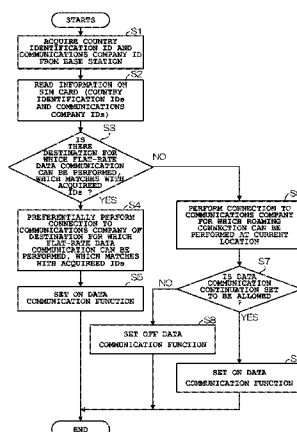 STARTS
S1
ACQUIRE COUNTRY
IDENTIFICATION ID AND
COMMUNICATIONS COMPANY ID
FROM BASE STATION
S2
READ INFORMATION ON
SIM CARD (COUNTRY
IDENTIFICATION IDs
AND COMMUNICATIONS
COMPANY IDs)
S3
IS
THERE
DESTINATION FOR
WHICH FLAT-RATE
DATA COMMUNICATION CAN
BE PERFORMED,
WHICH MATCHES WITH
ACQUIREED
IDs ?
NO
YES
S4
PREFERENTIALLY PERFORM
CONNECTION TO
COMMUNICATIONS COMPANY OF
DESTINATION FOR WHICH
FLAT-RATE DATA
COMMUNICATION CAN BE
PERFORMED, WHICH MATCHES
WITH ACQUIREED IDs
S5
SET ON DATA
COMMUNICATION FUNCTION
S
PERFORM CONNECTION TO
COMMUNICATIONS COMPANY
FOR WHICH ROAMING
CONNECTION CAN BE
PERFORMED AT CURRENT
LOCATION
S7
IS DATA
COMMUNICATION
CONTINUATION SET
TO BE ALLOWED
?
NO
YES
S8
SET OFF DATA
COMMUNICATION FUNCTION
S
SET ON DATA
COMMUNICATION FUNCTION
END